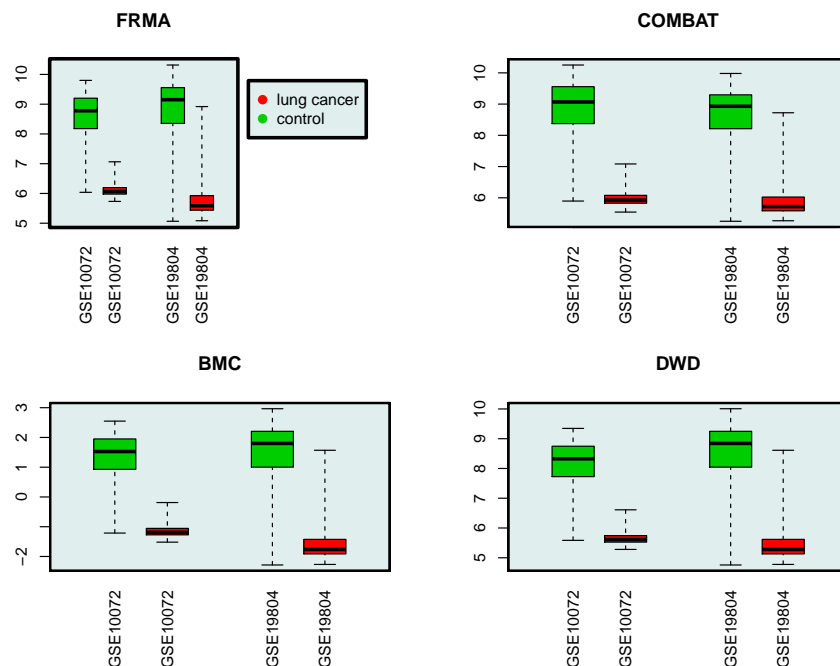 FRMA
10
9
8
7
6
5
GSE10072
GSE10072
GSE19804
GSE19804
lung cancer
control
COMBAT
10
9
8
6
GSE10072
GSE10072
GSE19804
GSE19804
BMC
3
2
1
0
−2
GSE10072
GSE10072
GSE19804
GSE19804
DWD
10
9
8
6
5
GSE10072
GSE10072
GSE19804
GSE19804